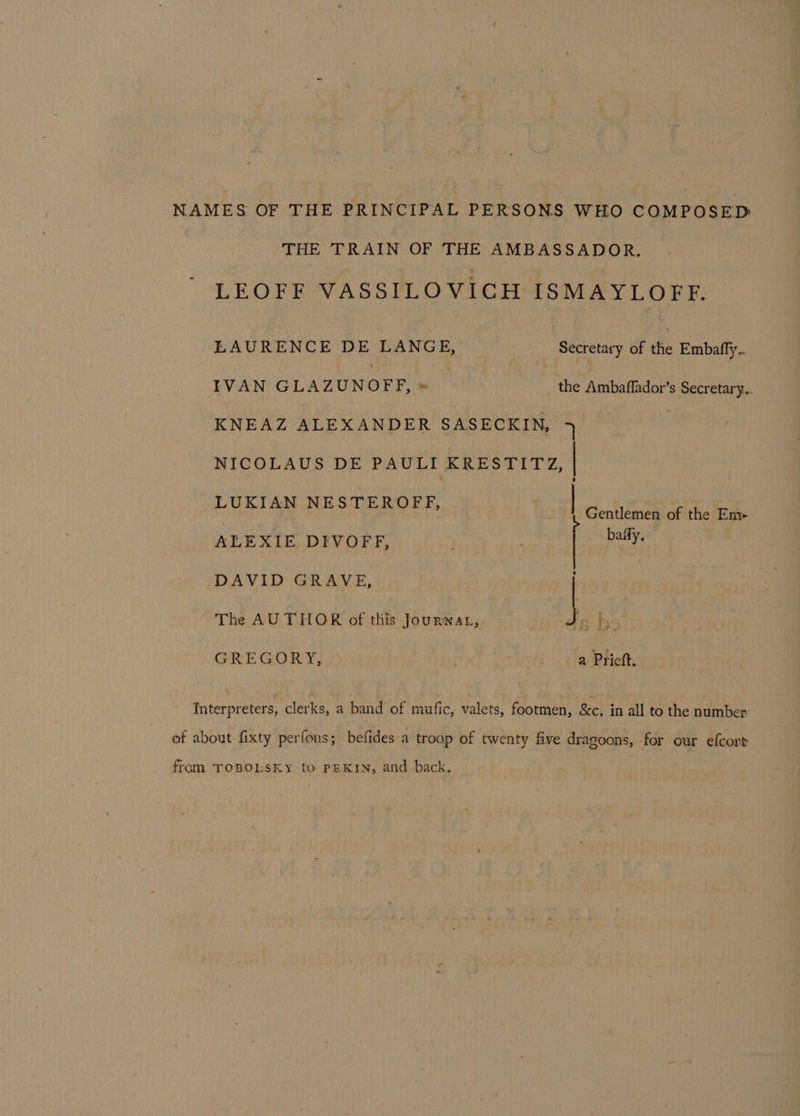 NAMES OF THE PRINCIPAL PERSONS WHO COMPOSED
THE TRAIN OF THE AMBASSADOR.
LEOFF VASSILOVICH ISMAYLOFF.
LAURENCE DE LANGE, Secretary of the Embaſſy.
IVAN GLAZUNOFF, the Ambaſſador's Secretary.
KNEAZ ALEXANDER SASECKIN,
NICOLAUS DE PAULI KRESTITZ,
LUKIAN NESTEROFF,
Gentlemen of the Em-
ALEXIE DIVOFF, baſſy.
DAVID GRAVE,
The AUTHOR of this JOURNAL,
GREGORY, a Prieſt.
Interpreters, clerks, a band of muſic, valets, footmen, &c. in all to the number
of about ſixty perſons; beſides a troop of twenty five dragoons, for our eſcort
from TOBOLSKY to PEKIN, and back.